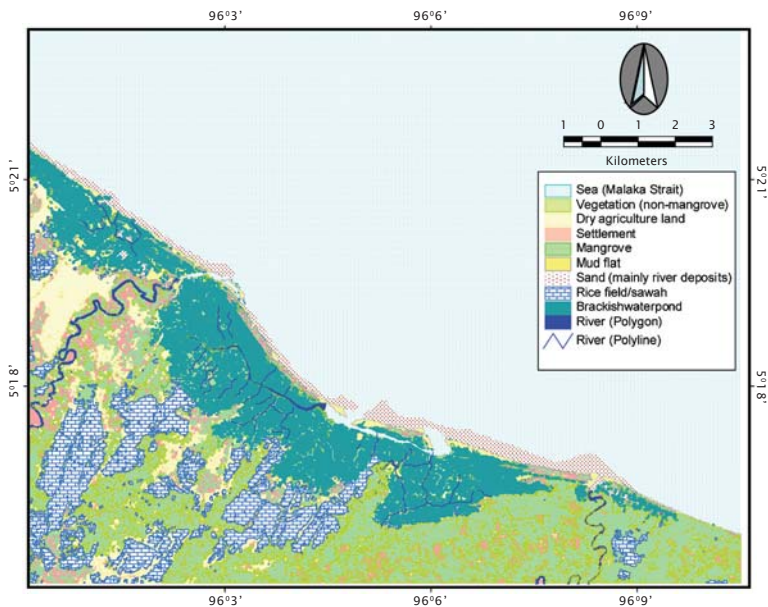 96°3' 96°6' 96°9'
1 0 1 2 3
Kilometers
5°21' 5°21'
Sea (Malaka Strait)
Vegetation (non-mangrove)
Dry agriculture land
Settlement
Mangrove
Mud flat
Sand (mainly river deposits)
Rice field/sawah
Brackishwaterpond
River (Polygon)
River (Polyline)
5°18' 5°18'
96°3' 96°6' 96°9'